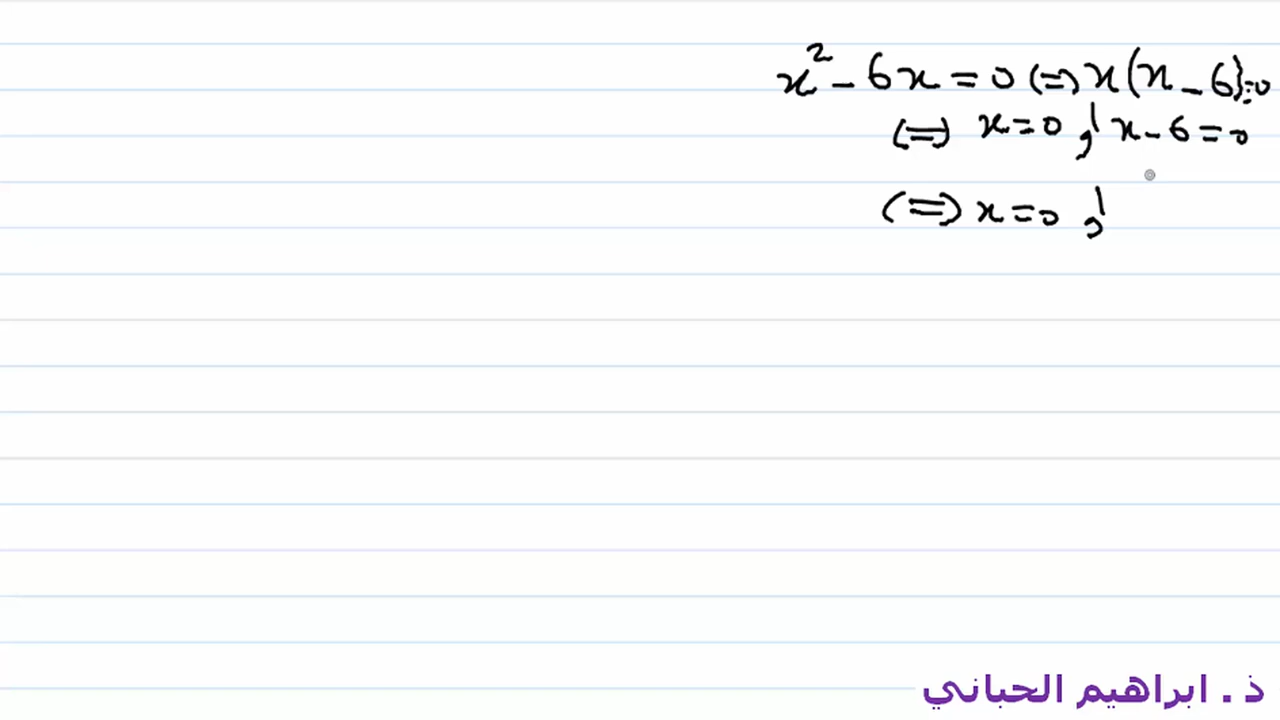 x² - 6x = 0 ⇔ x(x - 6) = 0
⇔ x = 0 أو x - 6 = 0
⇔ x = 0 أو
ذ . ابراهيم الحباني